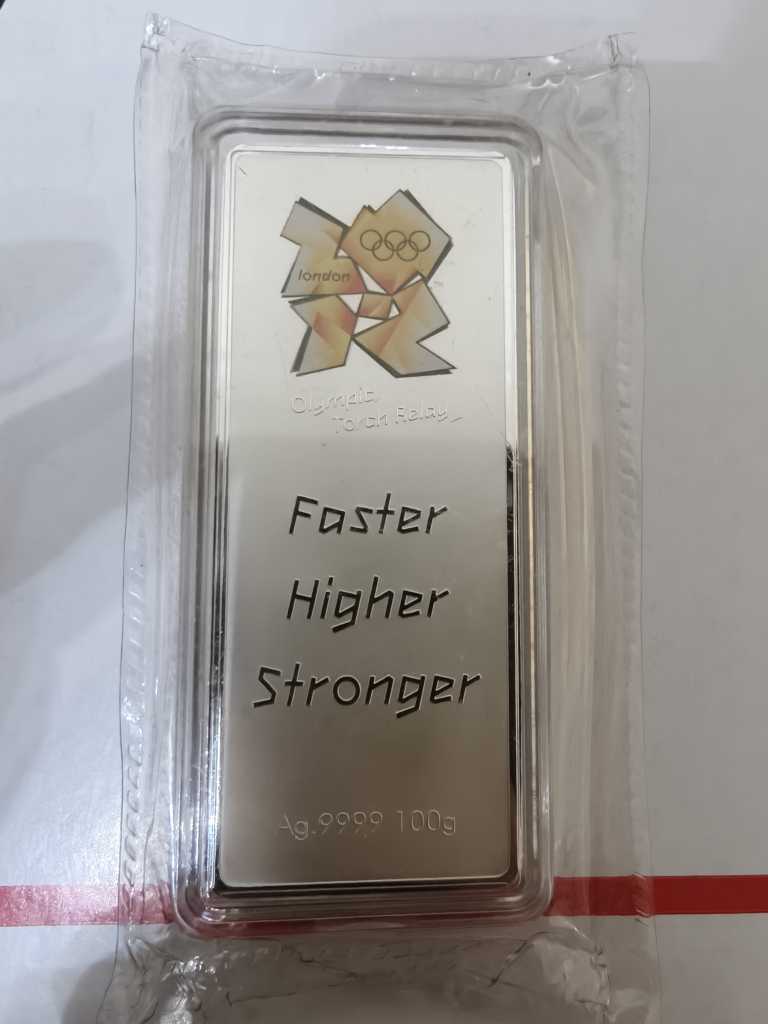 london
Olympic
Torch Relay
Faster
Higher
Stronger
Ag.9999 100g